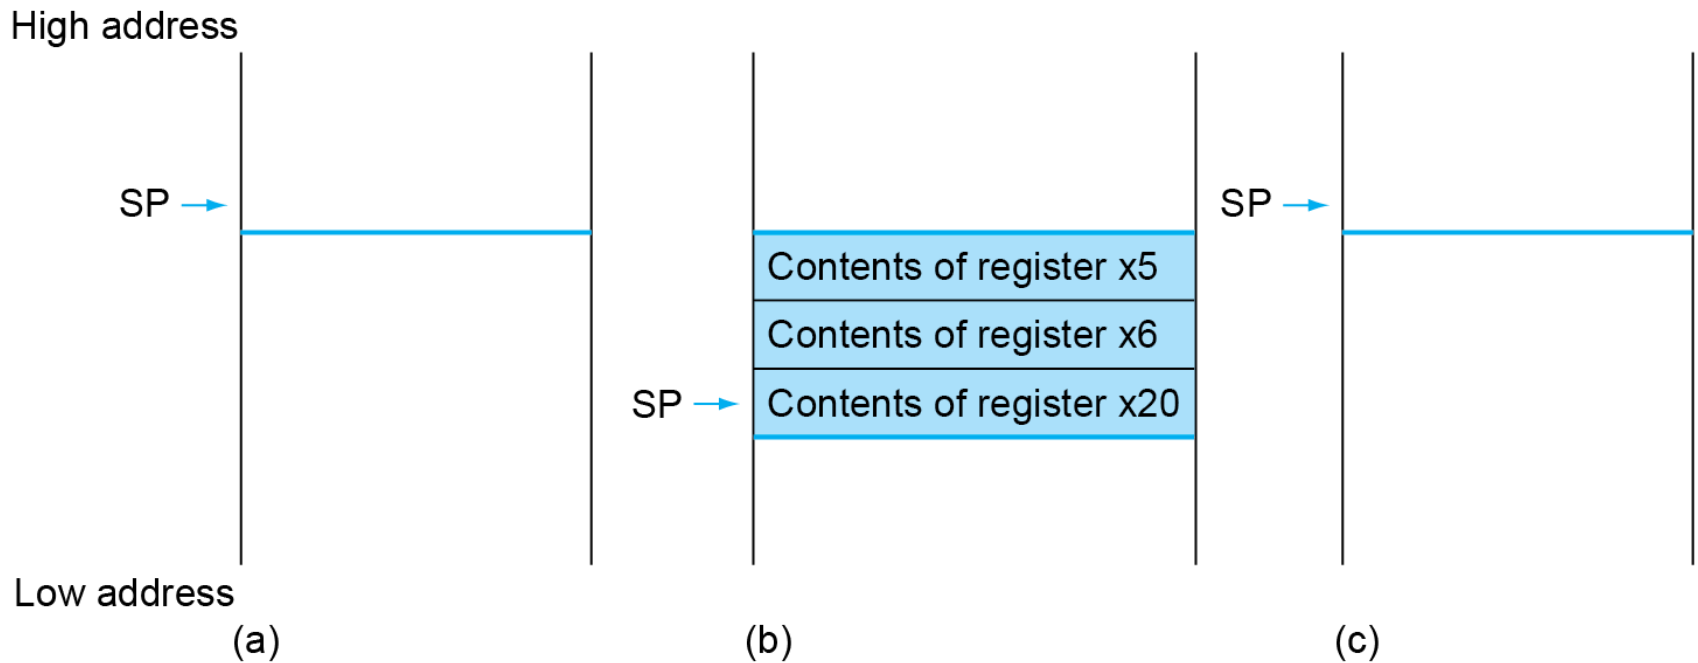 High address
SP
SP
Contents of register x5
Contents of register x6
SP
Contents of register x20
Low address
(a)
(b)
(c)